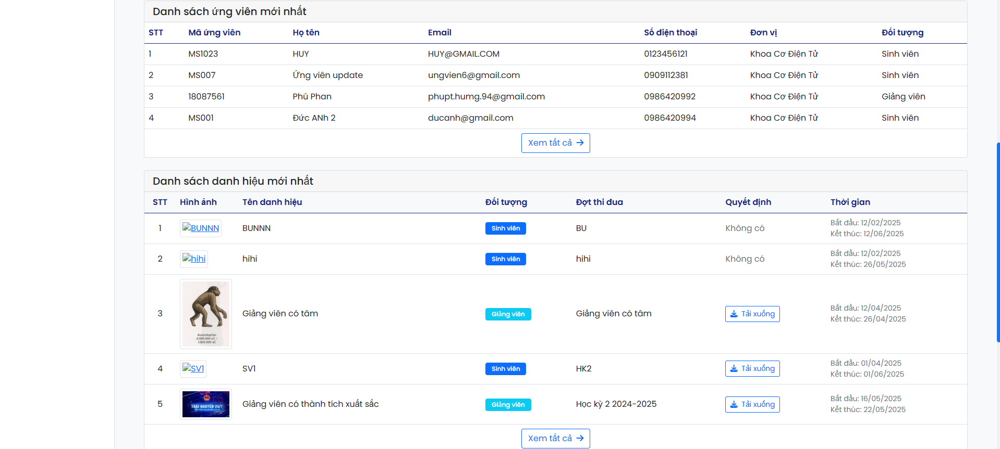 Danh sách ứng viên mới nhất
STT Mã ứng viên Họ tên Email Số điện thoại Đơn vị Đối tượng
1 MS1023 HUY HUY@GMAIL.COM 0123456121 Khoa Cơ Điện Tử Sinh viên
2 MS007 Ứng viên update ungvien6@gmail.com 0909112381 Khoa Cơ Điện Tử Sinh viên
3 18087561 Phú Phan phupt.humg.94@gmail.com 0986420992 Khoa Cơ Điện Tử Giảng viên
4 MS001 Đức ANh 2 ducanh@gmail.com 0986420994 Khoa Cơ Điện Tử Sinh viên
Xem tất cả →
Danh sách danh hiệu mới nhất
STT Hình ảnh Tên danh hiệu Đối tượng Đợt thi đua Quyết định Thời gian
1 BUNNN BUNNN Sinh viên BU Không có Bắt đầu: 12/02/2025
Kết thúc: 12/06/2025
2 hihi hihi Sinh viên hihi Không có Bắt đầu: 12/02/2025
Kết thúc: 26/05/2025
3 Giảng viên có tâm Giảng viên Giảng viên có tâm Tải xuống Bắt đầu: 12/04/2025
Kết thúc: 26/04/2025
4.000.000 aC –
1.500.000 aC
4 SV1 SV1 Sinh viên HK2 Tải xuống Bắt đầu: 01/04/2025
Kết thúc: 01/06/2025
THÁI NGUYÊN 24/7
5 Giảng viên có thành tích xuất sắc Giảng viên Học kỳ 2 2024-2025 Tải xuống Bắt đầu: 16/05/2025
Kết thúc: 22/05/2025
Xem tất cả →